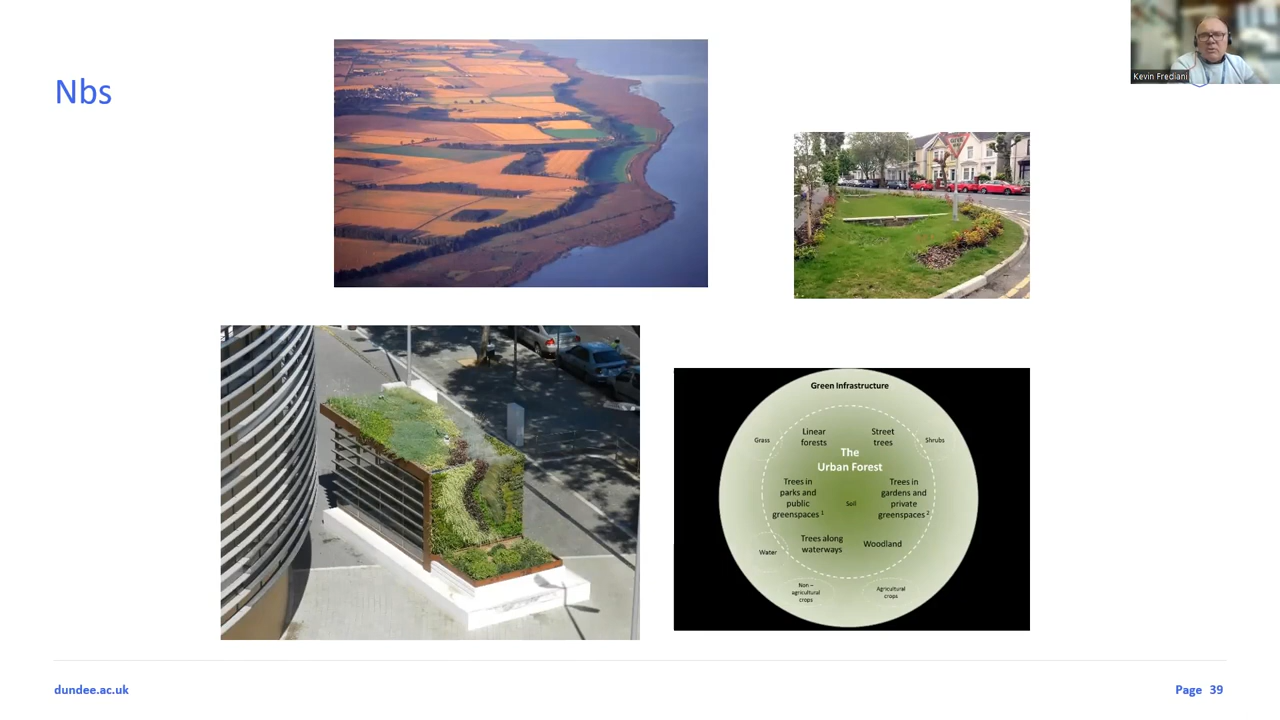 Nbs
Kevin Frediani
Green Infrastructure
Grass
Linear
forests
Street
trees
Shrubs
The
Urban Forest
Trees in
parks and
public
greenspaces 1
Soil
Trees in
gardens and
private
greenspaces 2
Water
Trees along
waterways
Woodland
Non –
agricultural
crops
Agricultural
crops
dundee.ac.uk
Page 39